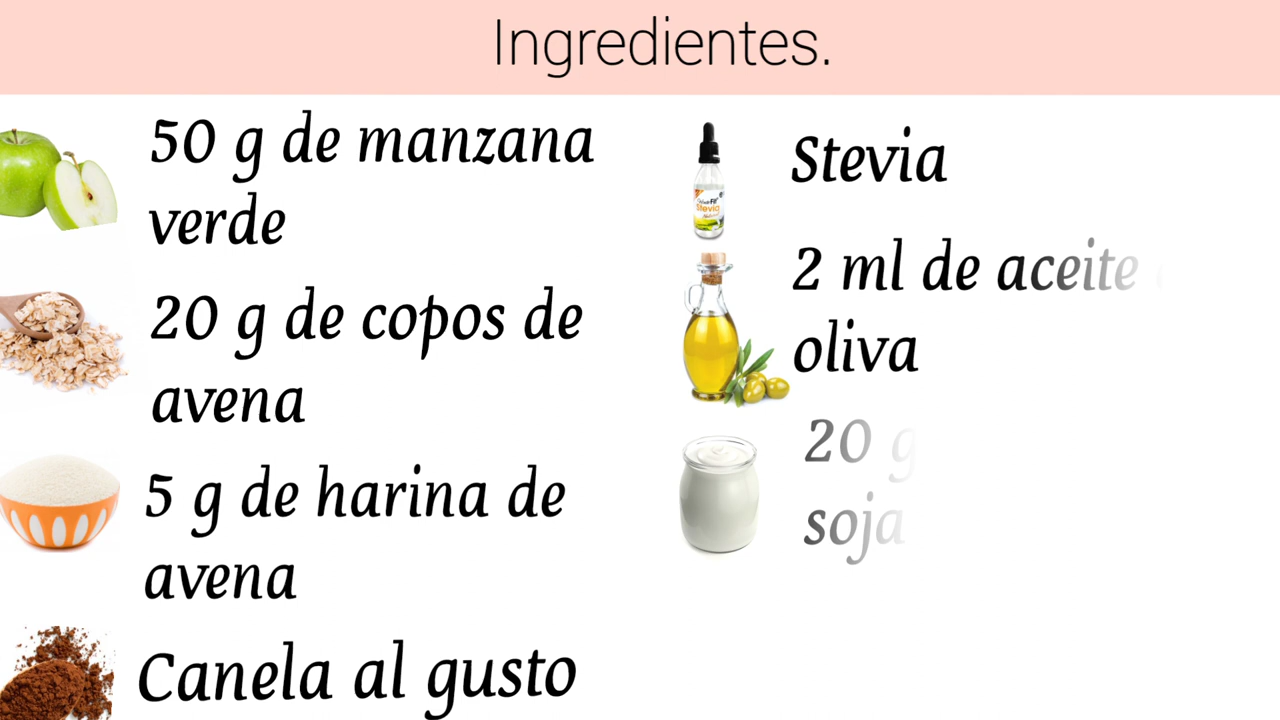 Ingredientes.
50 g de manzana
verde
20 g de copos de
avena
5 g de harina de
avena
Canela al gusto
Stevia
Stevia
2 ml de aceite
oliva
20 g
soja